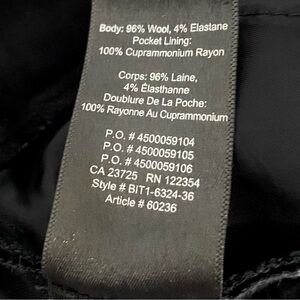 Body: 96% Wool, 4% Elastane
Pocket Lining:
100% Cuprammonium Rayon
Corps: 96% Laine,
4% Élasthanne
Doublure De La Poche:
100% Rayonne Au Cuprammonium
P.O. # 4500059104
P.O. # 4500059105
P.O. # 4500059106
CA 23725 RN 122354
Style # BIT1-6324-36
Article # 60236